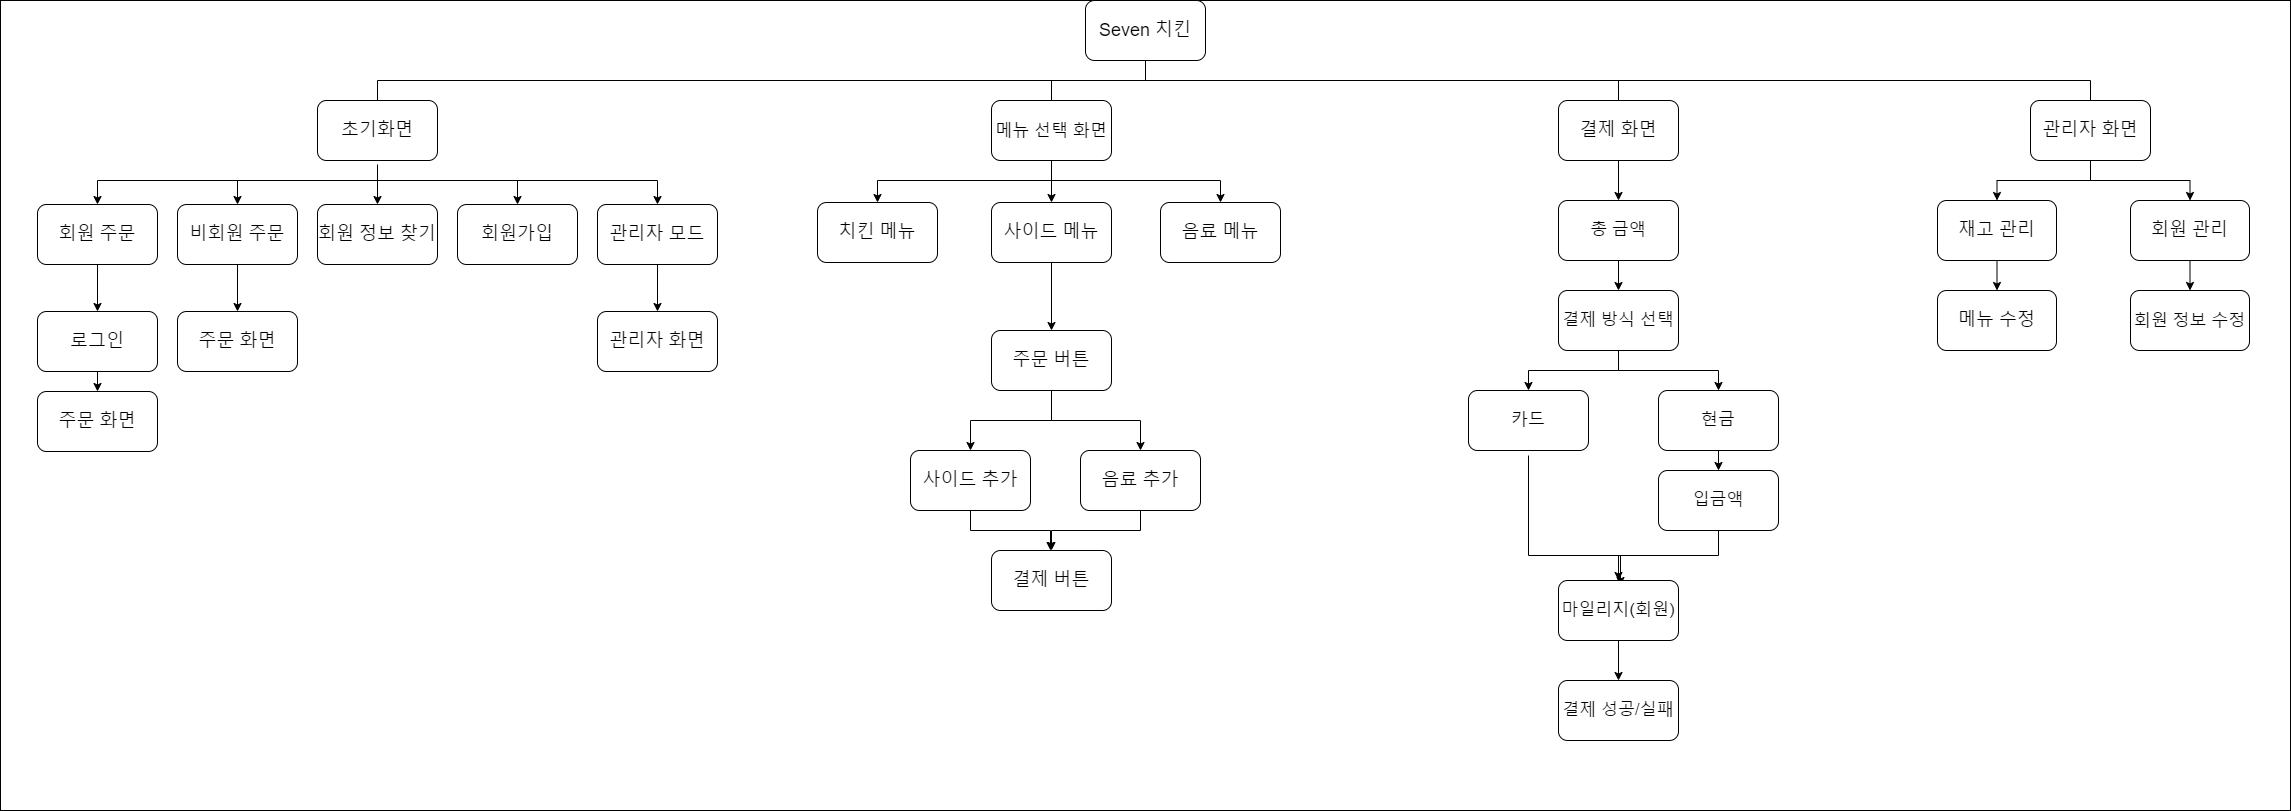 Seven 치킨
초기화면
메뉴 선택 화면
결제 화면
관리자 화면
회원 주문
비회원 주문
회원 정보 찾기
회원가입
관리자 모드
치킨 메뉴
사이드 메뉴
음료 메뉴
총 금액
재고 관리
회원 관리
로그인
주문 화면
관리자 화면
주문 버튼
결제 방식 선택
메뉴 수정
회원 정보 수정
주문 화면
카드
현금
사이드 추가
음료 추가
입금액
결제 버튼
마일리지(회원)
결제 성공/실패